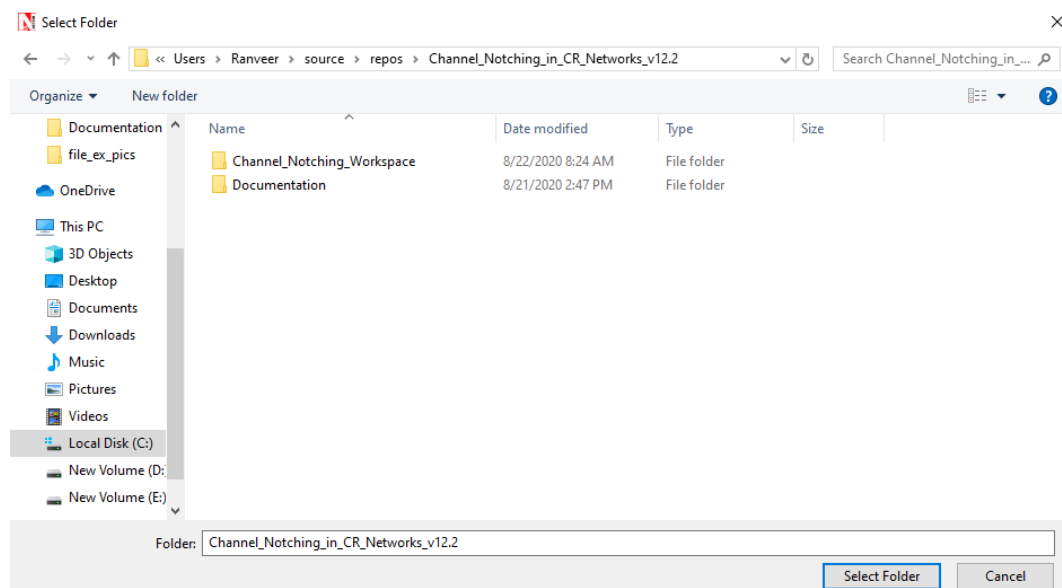 Select Folder
« Users › Ranveer › source › repos › Channel_Notching_in_CR_Networks_v12.2
Search Channel_Notching_in_...
Organize
New folder
Documentation
file_ex_pics
OneDrive
This PC
3D Objects
Desktop
Documents
Downloads
Music
Pictures
Videos
Local Disk (C:)
New Volume (D:
New Volume (E:)
Name Date modified Type Size
Channel_Notching_Workspace 8/22/2020 8:24 AM File folder
Documentation 8/21/2020 2:47 PM File folder
Folder: Channel_Notching_in_CR_Networks_v12.2
Select Folder Cancel